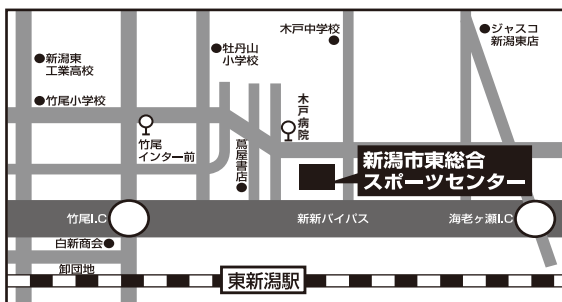 木戸中学校
ジャスコ
新潟東店
牡丹山
小学校
新潟東
工業高校
竹尾小学校
木戸病院
竹尾
インター前
蔦屋書店
新潟市東総合
スポーツセンター
竹尾I.C
新新バイパス
海老ヶ瀬I.C
白新商会
卸団地
東新潟駅